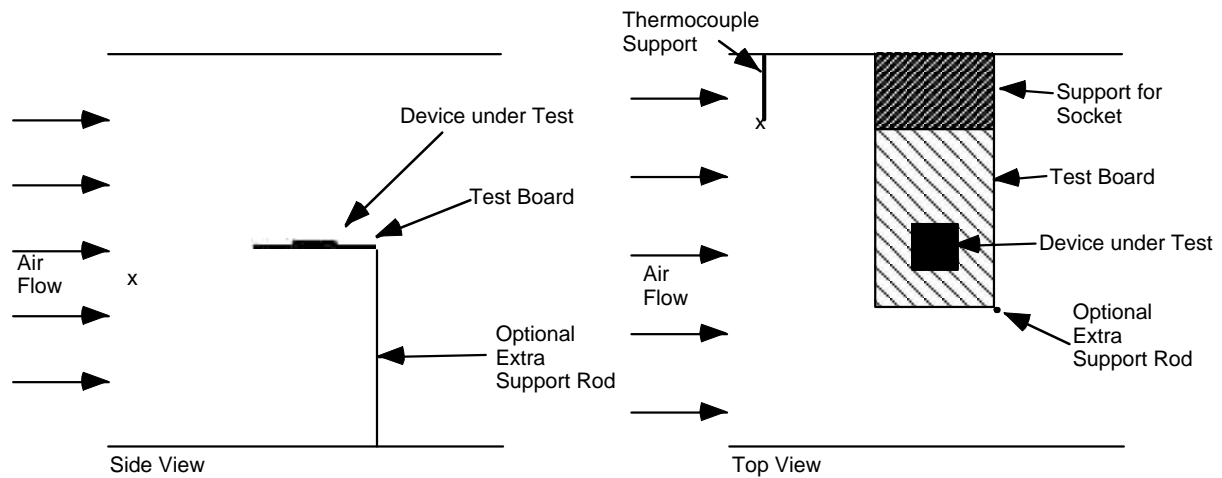 Device under Test
Test Board
Air
Flow
x
Optional
Extra
Support Rod
Side View
Thermocouple
Support
x
Support for
Socket
Test Board
Device under Test
Air
Flow
Optional
Extra
Support Rod
Top View